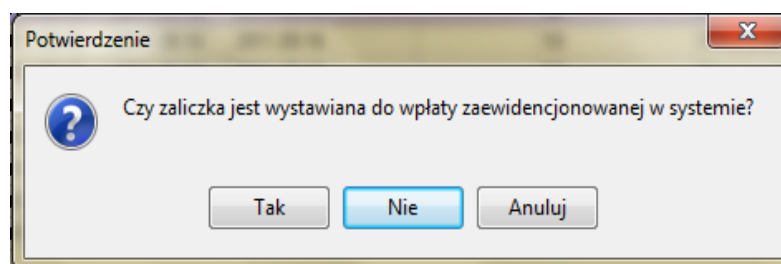 Potwierdzenie
Czy zaliczka jest wystawiana do wpłaty zaewidencjonowanej w systemie?
Tak
Nie
Anuluj